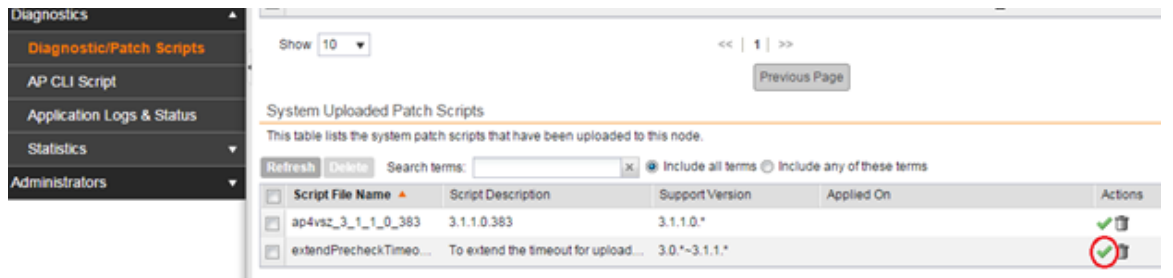 Diagnostics
Diagnostic/Patch Scripts
AP CLI Script
Application Logs & Status
Statistics
Administrators
Show 10
<< | 1 | >>
Previous Page
System Uploaded Patch Scripts
This table lists the system patch scripts that have been uploaded to this node.
Refresh Delete Search terms: x Include all terms Include any of these terms
Script File Name Script Description Support Version Applied On Actions
ap4vsz_3_1_1_0_383 3.1.1.0.383 3.1.1.0.*
extendPrecheckTimeo... To extend the timeout for upload... 3.0.*~3.1.1.*